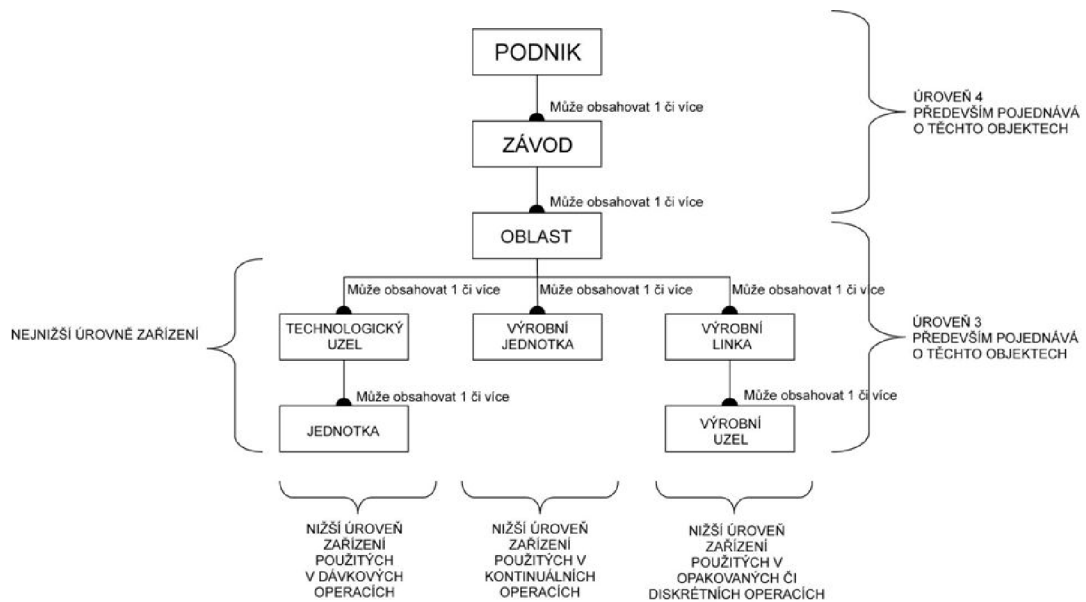 PODNIK
Může obsahovat 1 či více
ÚROVEŇ 4
PŘEDEVŠÍM POJEDNÁVÁ
O TĚCHTO OBJEKTECH
ZÁVOD
Může obsahovat 1 či více
OBLAST
Může obsahovat 1 či více
Může obsahovat 1 či více
Může obsahovat 1 či více
NEJNIŽŠÍ ÚROVNĚ ZAŘÍZENÍ
TECHNOLOGICKÝ
UZEL
VÝROBNÍ
JEDNOTKA
VÝROBNÍ
LINKA
ÚROVEŇ 3
PŘEDEVŠÍM POJEDNÁVÁ
O TĚCHTO OBJEKTECH
Může obsahovat 1 či více
Může obsahovat 1 či více
JEDNOTKA
VÝROBNÍ
UZEL
NIŽŠÍ ÚROVEŇ
ZAŘÍZENÍ
POUŽITÝCH
V DÁVKOVÝCH
OPERACÍCH
NIŽŠÍ ÚROVEŇ
ZAŘÍZENÍ
POUŽITÝCH V
KONTINUÁLNÍCH
OPERACÍCH
NIŽŠÍ ÚROVEŇ
ZAŘÍZENÍ
POUŽITÝCH V
OPAKOVANÝCH ČI
DISKRÉTNÍCH OPERACÍCH